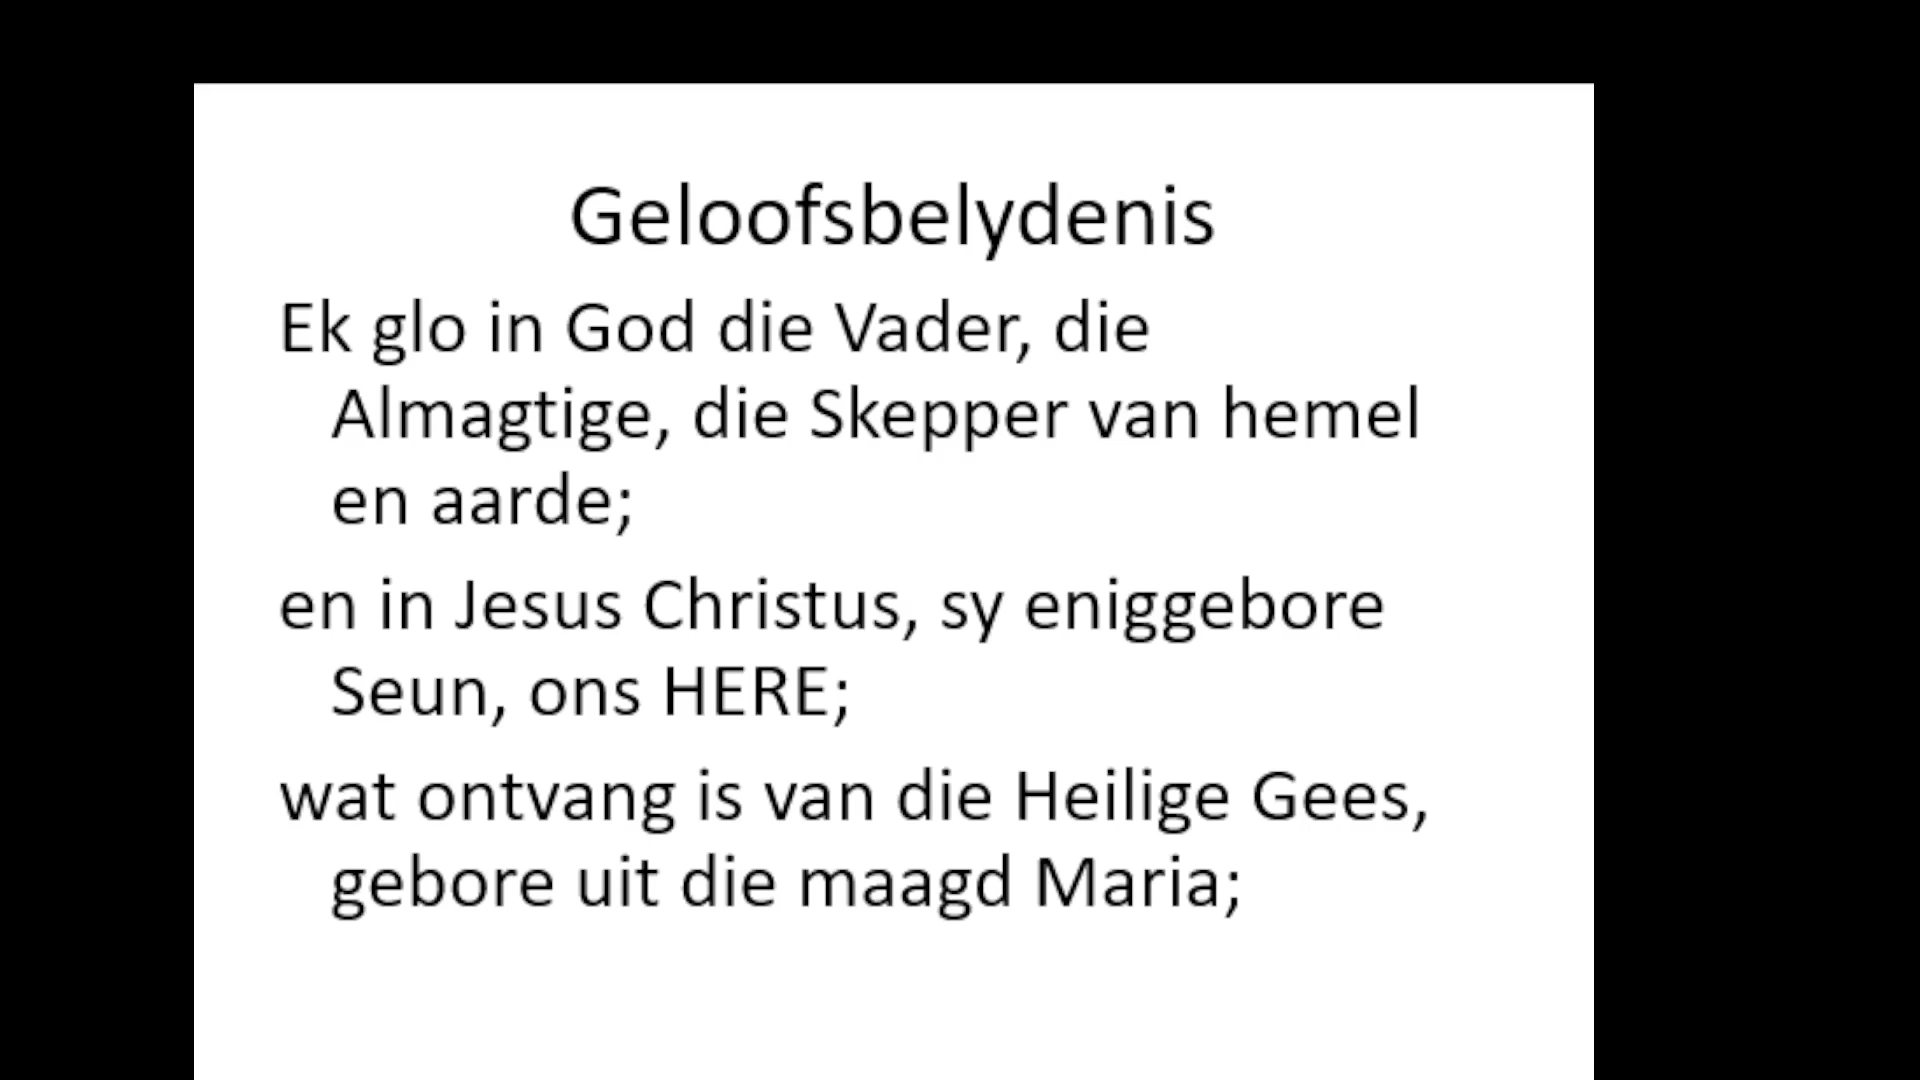 Geloofsbelydenis
Ek glo in God die Vader, die
Almagtige, die Skepper van hemel
en aarde;
en in Jesus Christus, sy eniggebore
Seun, ons HERE;
wat ontvang is van die Heilige Gees,
gebore uit die maagd Maria;